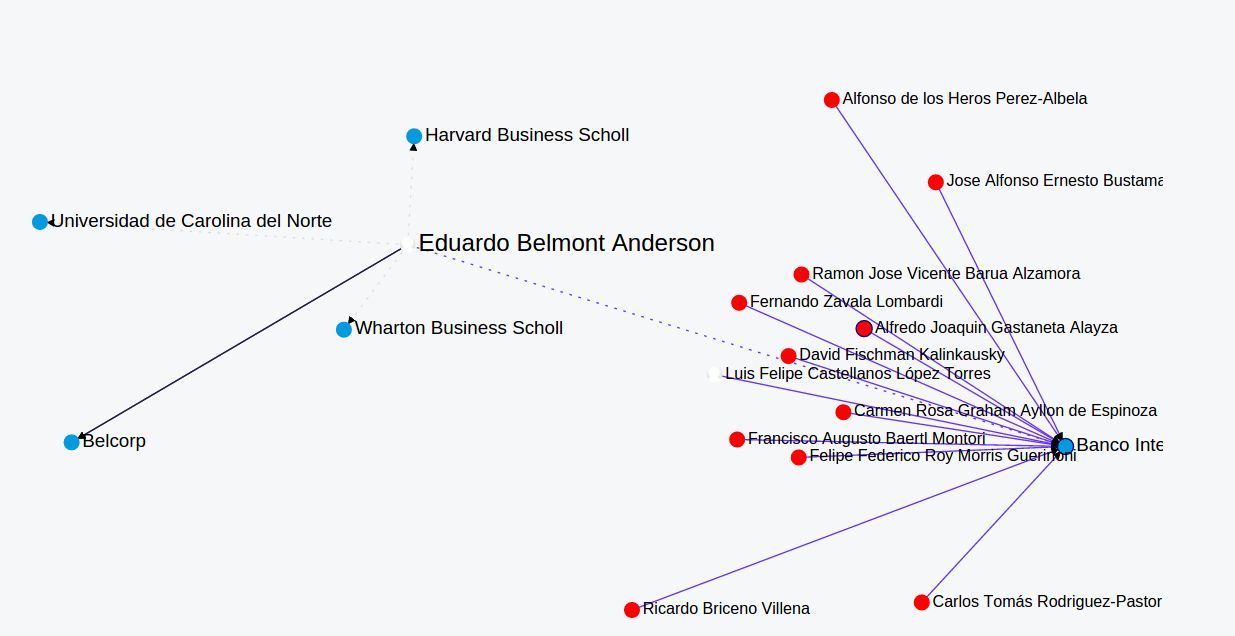 Alfonso de los Heros Perez-Albela
Harvard Business Scholl
Jose Alfonso Ernesto Bustama
Universidad de Carolina del Norte
Eduardo Belmont Anderson
Ramon Jose Vicente Barua Alzamora
Fernando Zavala Lombardi
Wharton Business Scholl
Alfredo Joaquin Gastaneta Alayza
David Fischman Kalinkausky
Luis Felipe Castellanos López Torres
Carmen Rosa Graham Ayllon de Espinoza
Belcorp
Francisco Augusto Baertl Montori
Banco Inte
Felipe Federico Roy Morris Guerinoni
Carlos Tomás Rodriguez-Pastor
Ricardo Briceno Villena